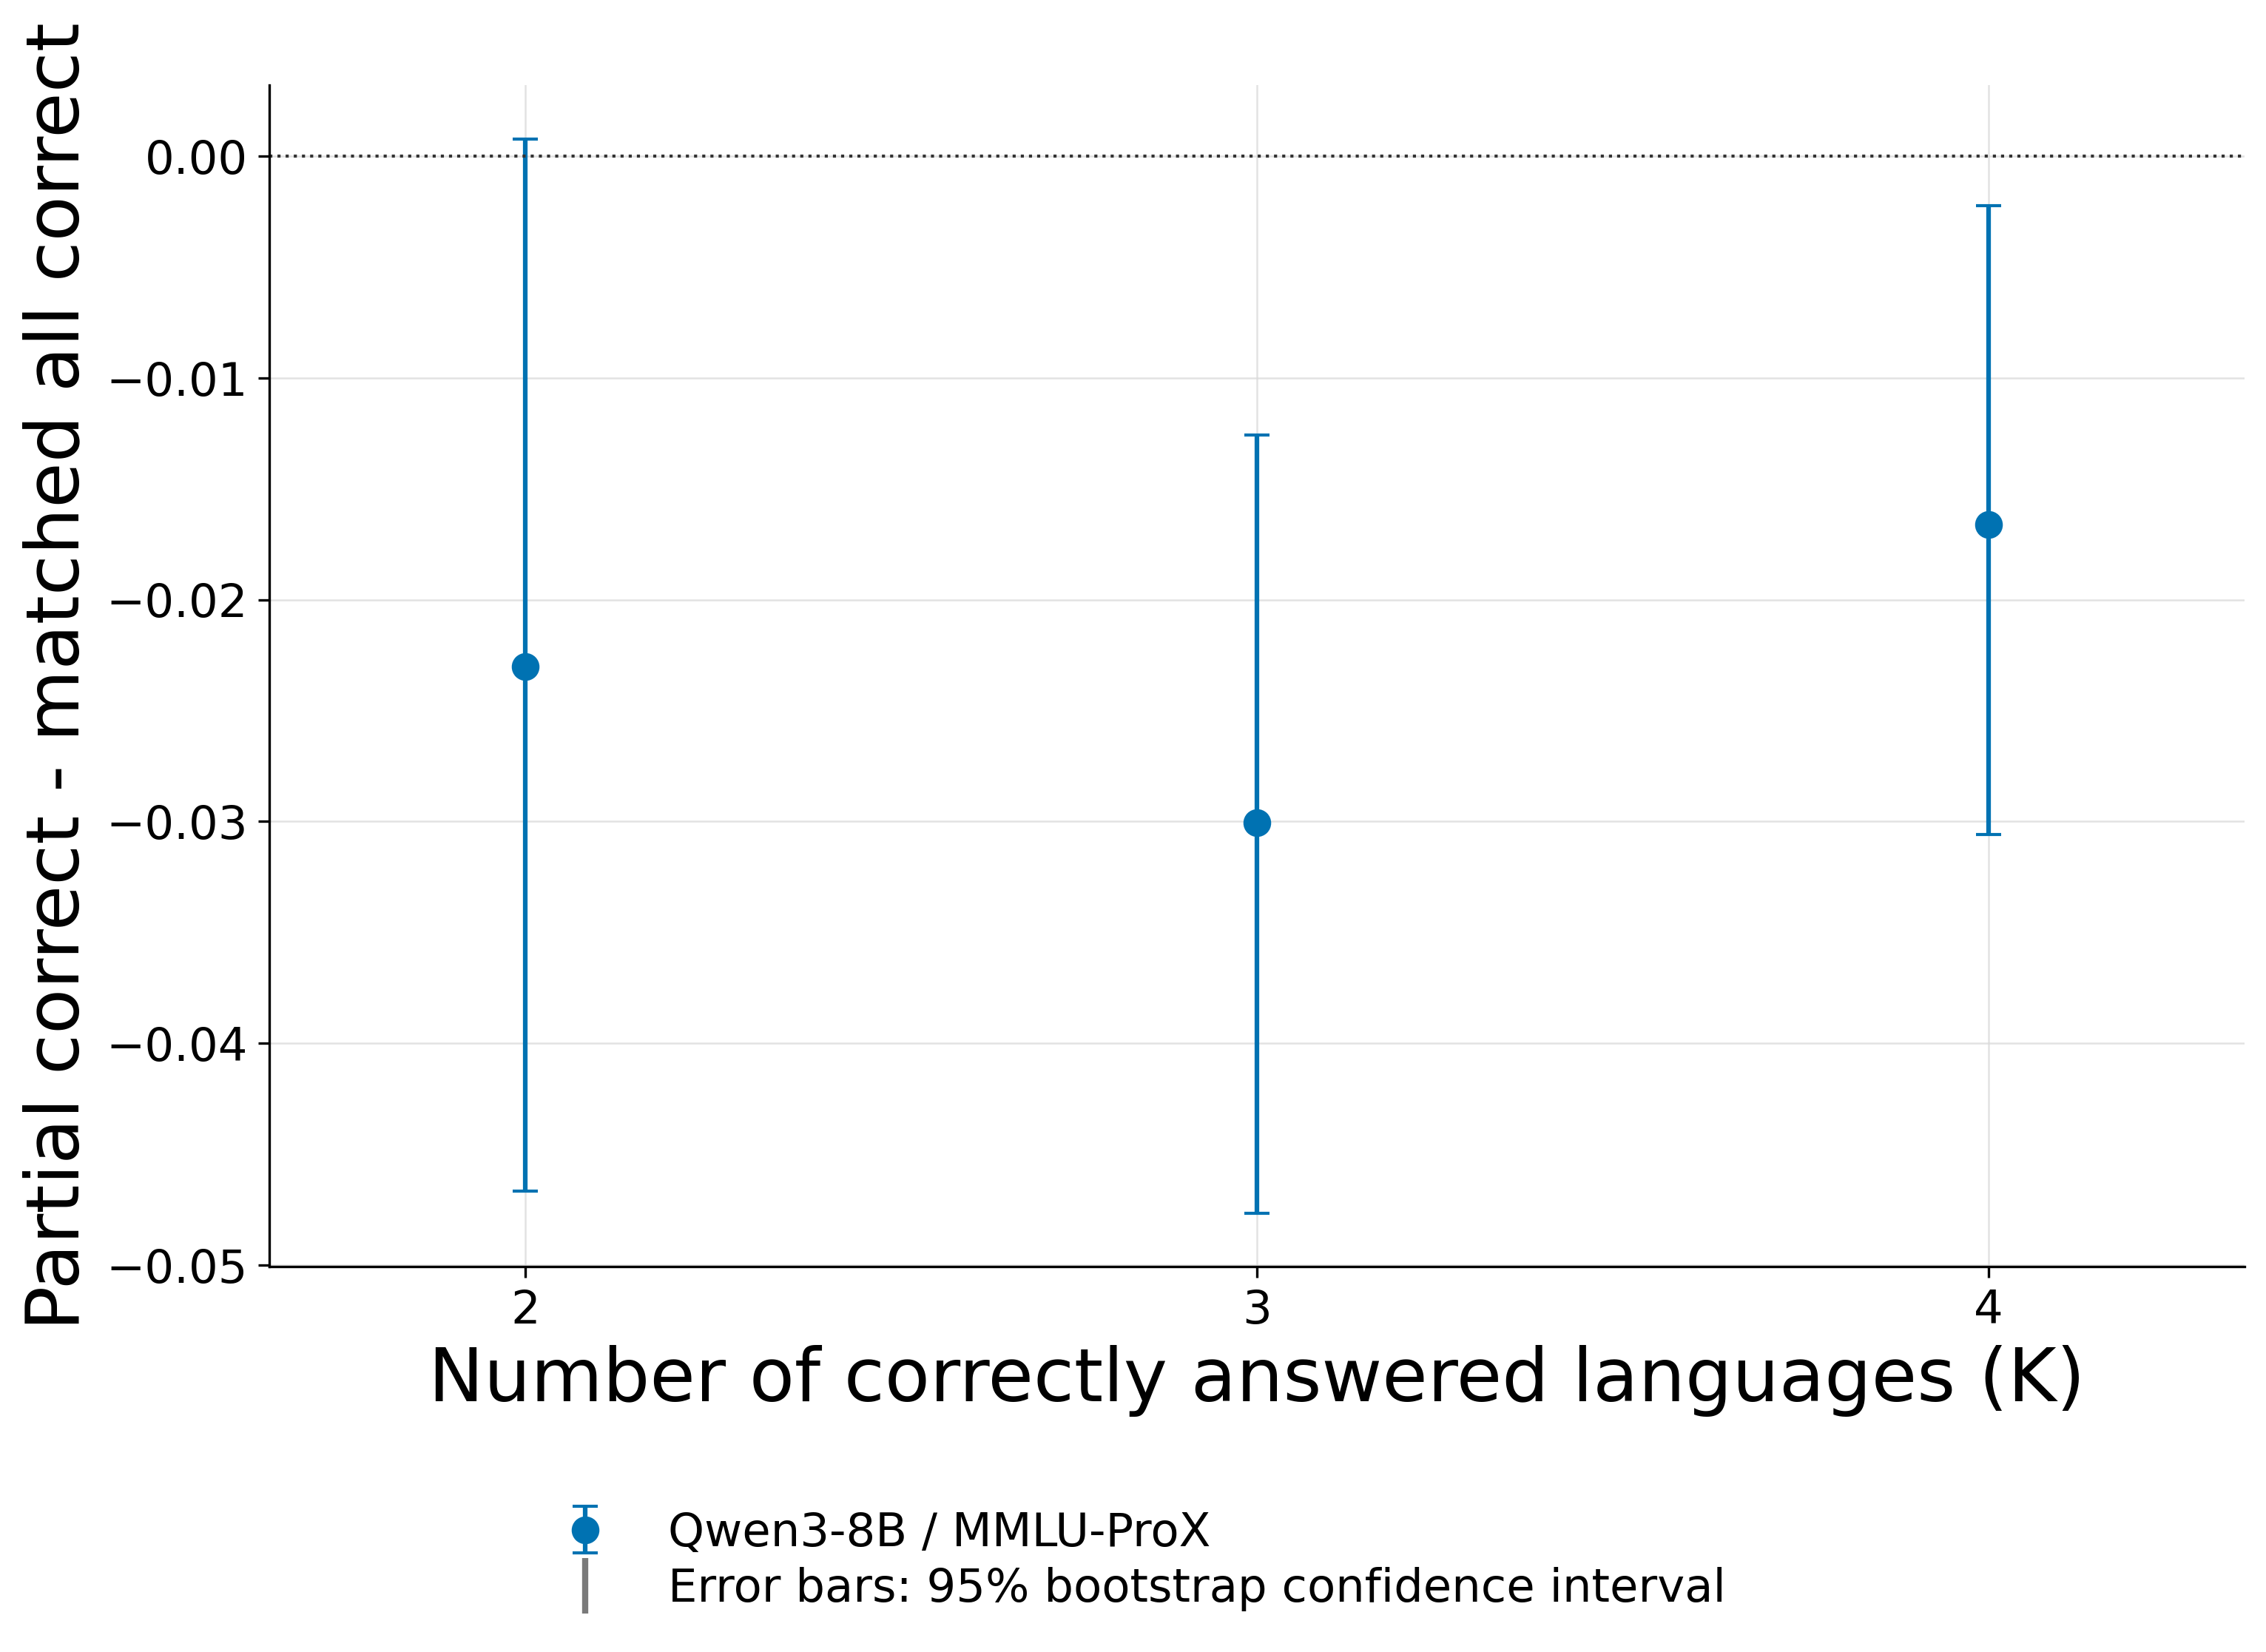 Partial correct - matched all correct
0.00
−0.01
−0.02
−0.03
−0.04
−0.05
2 3 4
Number of correctly answered languages (K)
Qwen3-8B / MMLU-ProX
Error bars: 95% bootstrap confidence interval